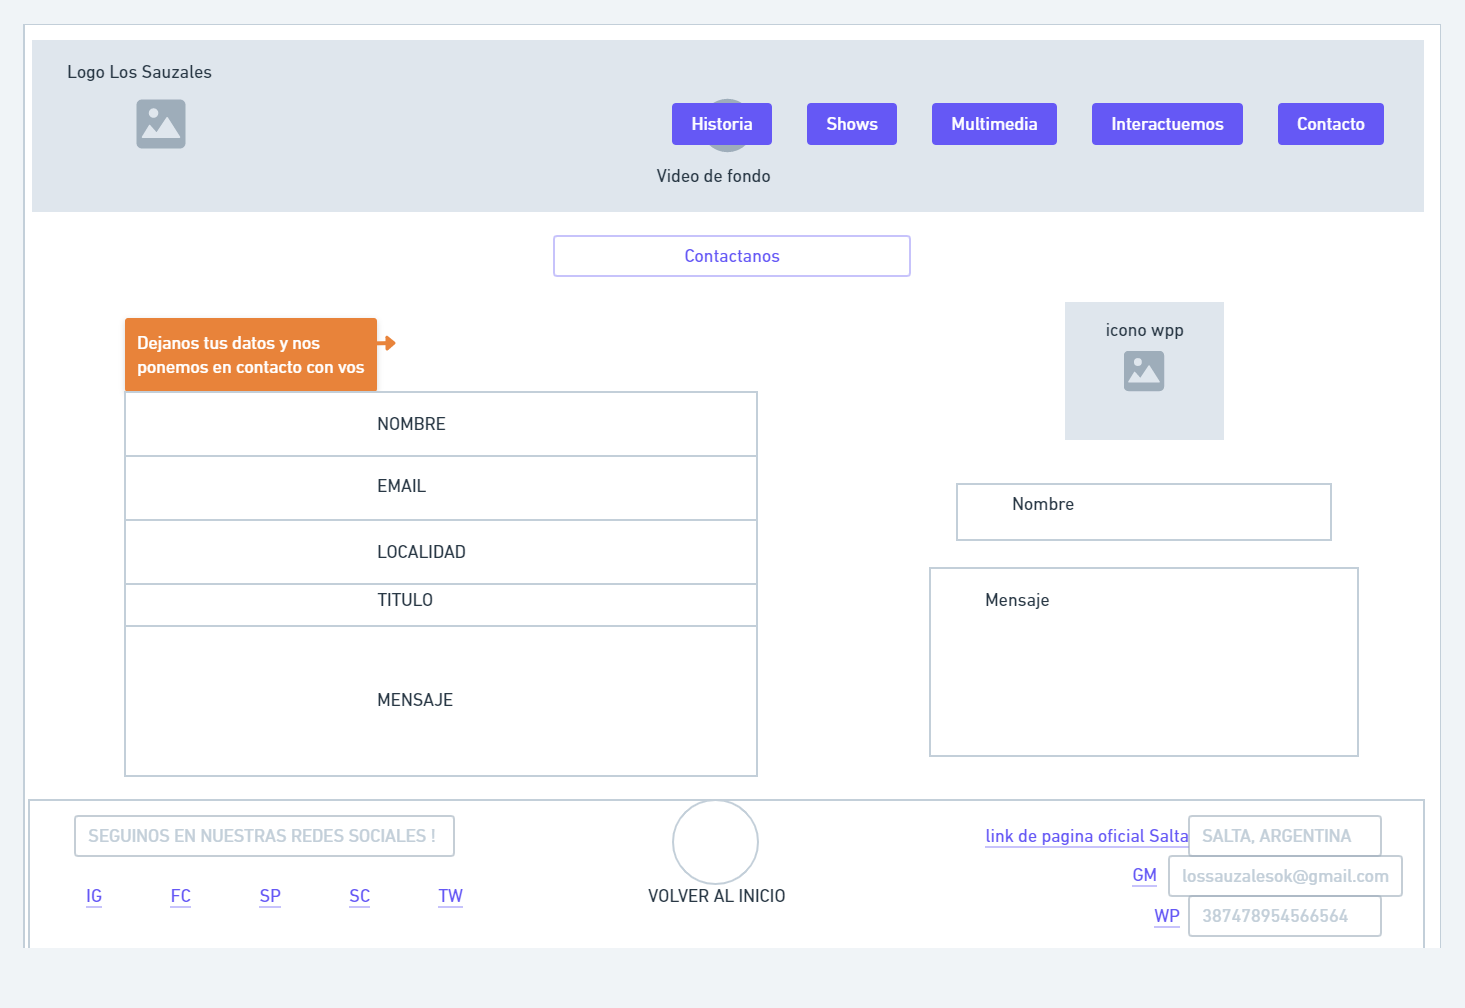 Logo Los Sauzales
Historia
Shows
Multimedia
Interactuemos
Contacto
Video de fondo
Contactanos
Dejanos tus datos y nos
ponemos en contacto con vos
NOMBRE
EMAIL
LOCALIDAD
TITULO
MENSAJE
icono wpp
Nombre
Mensaje
SEGUINOS EN NUESTRAS REDES SOCIALES !
IG
FC
SP
SC
TW
VOLVER AL INICIO
link de pagina oficial Salta
SALTA, ARGENTINA
GM
lossauzalesok@gmail.com
WP
387478954566564